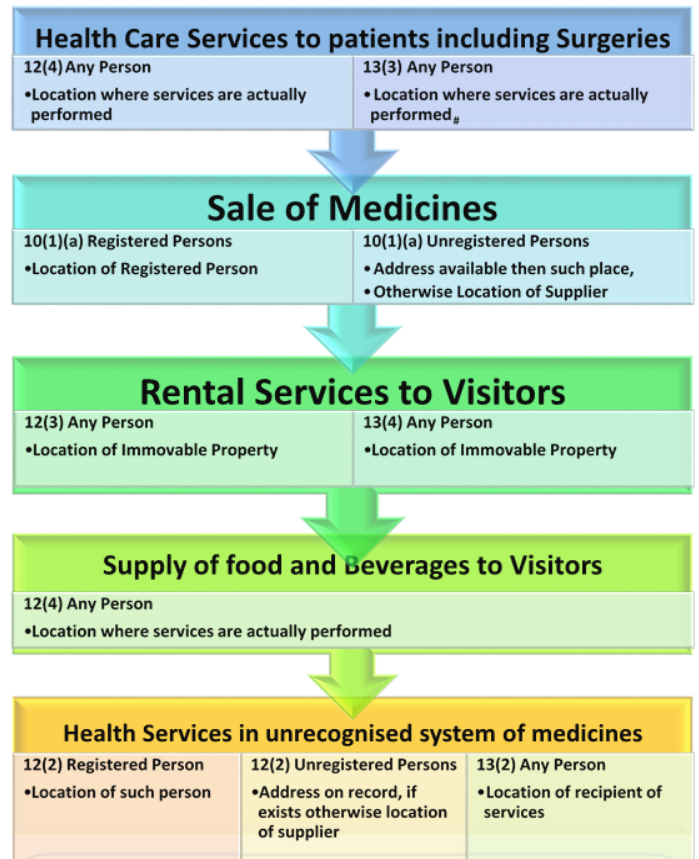 Health Care Services to patients including Surgeries
12(4) Any Person
•Location where services are actually
performed
13(3) Any Person
• Location where services are actually
performed#
Sale of Medicines
10(1)(a) Registered Persons
•Location of Registered Person
10(1)(a) Unregistered Persons
• Address available then such place,
• Otherwise Location of Supplier
Rental Services to Visitors
12(3) Any Person
•Location of Immovable Property
13(4) Any Person
•Location of Immovable Property
Supply of food and Beverages to Visitors
12(4) Any Person
•Location where services are actually performed
Health Services in unrecognised system of medicines
12(2) Registered Person
•Location of such person
12(2) Unregistered Persons
•Address on record, if
exists otherwise location
of supplier
13(2) Any Person
•Location of recipient of
services